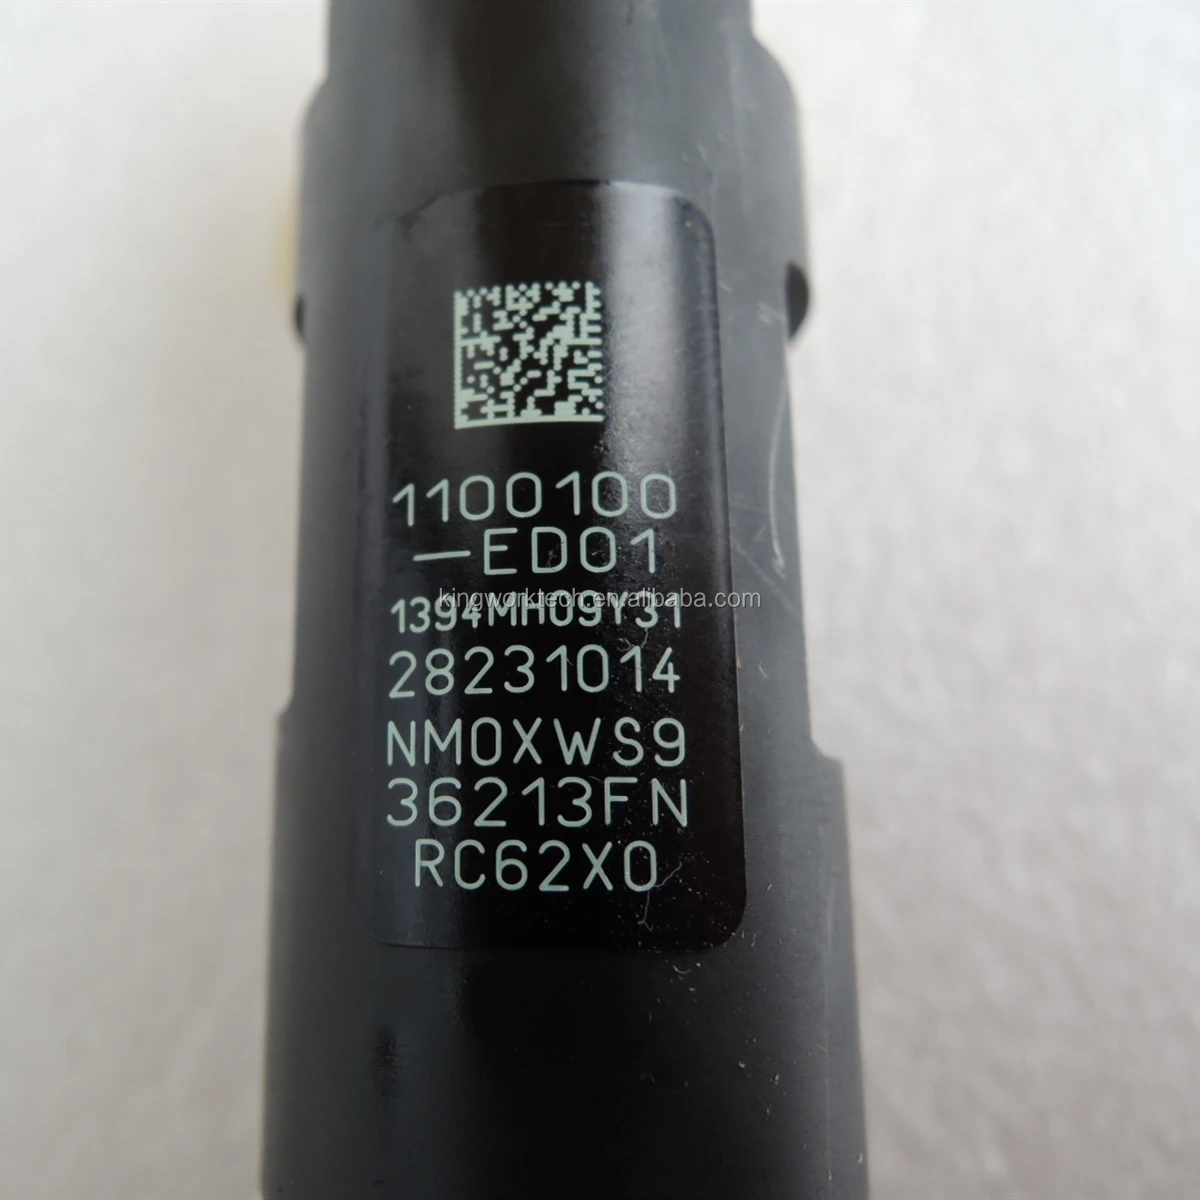 1100100
-ED01
kingworktech.en.alibaba.com
1394MH09Y31
28231014
NM0XWS9
36213FN
RC62X0